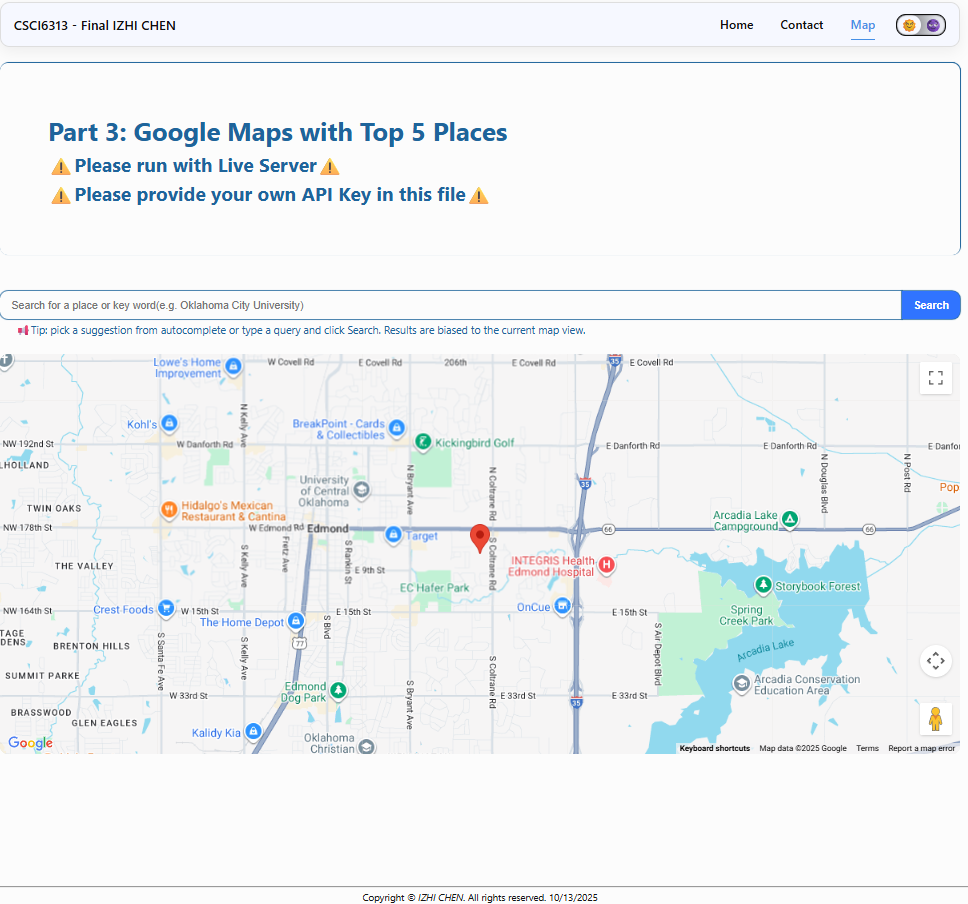 CSCI6313 - Final IZHI CHEN
Home
Contact
Map
Part 3: Google Maps with Top 5 Places
⚠️Please run with Live Server⚠️
⚠️Please provide your own API Key in this file⚠️
Search for a place or key word(e.g. Oklahoma City University)
Search
Tip: pick a suggestion from autocomplete or type a query and click Search. Results are biased to the current map view.
Lowe's Home
Improvement
W Covell Rd
E Covell Rd
206th
E Covell Rd
35
E Covell Rd
Kohl's
N Kelly Ave
BreakPoint - Cards
& Collectibles
Kickingbird Golf
NW 192nd St
W Danforth Rd
E Danforth Rd
E Danforth Rd
E Danfor
LHOLLAND
N Bryant Ave
N Coltrane Rd
N Douglas Blvd
N Post Rd
University
of Central
Oklahoma
35
Pop
TWIN OAKS
Hidalgo's Mexican
Restaurant & Cantina
Arcadia Lake
Campground
NW 178th St
W Edmond Rd
Edmond
Target
66
66
Fretz Ave
S Kelly Ave
S Rankin St
E 9th St
S Coltrane Rd
INTEGRIS Health
Edmond Hospital
H
THE VALLEY
EC Hafer Park
Storybook Forest
NW 164th St
Crest Foods
W 15th St
The Home Depot
E 15th St
OnCue
E 15th St
Spring
Creek Park
TAGE
DENS
BRENTON HILLS
S Santa Fe Ave
S Kelly Ave
S Blvd
77
S Air Depot Blvd
Arcadia Lake
SUMMIT PARKE
W 33rd St
Edmond
Dog Park
S Bryant Ave
S Coltrane Rd
E 33rd St
E 33rd St
35
Arcadia Conservation
Education Area
BRASSWOOD
GLEN EAGLES
Kalidy Kia
Oklahoma
Christian
Google
Keyboard shortcuts
Map data ©2025 Google
Terms
Report a map error
Copyright © IZHI CHEN. All rights reserved. 10/13/2025